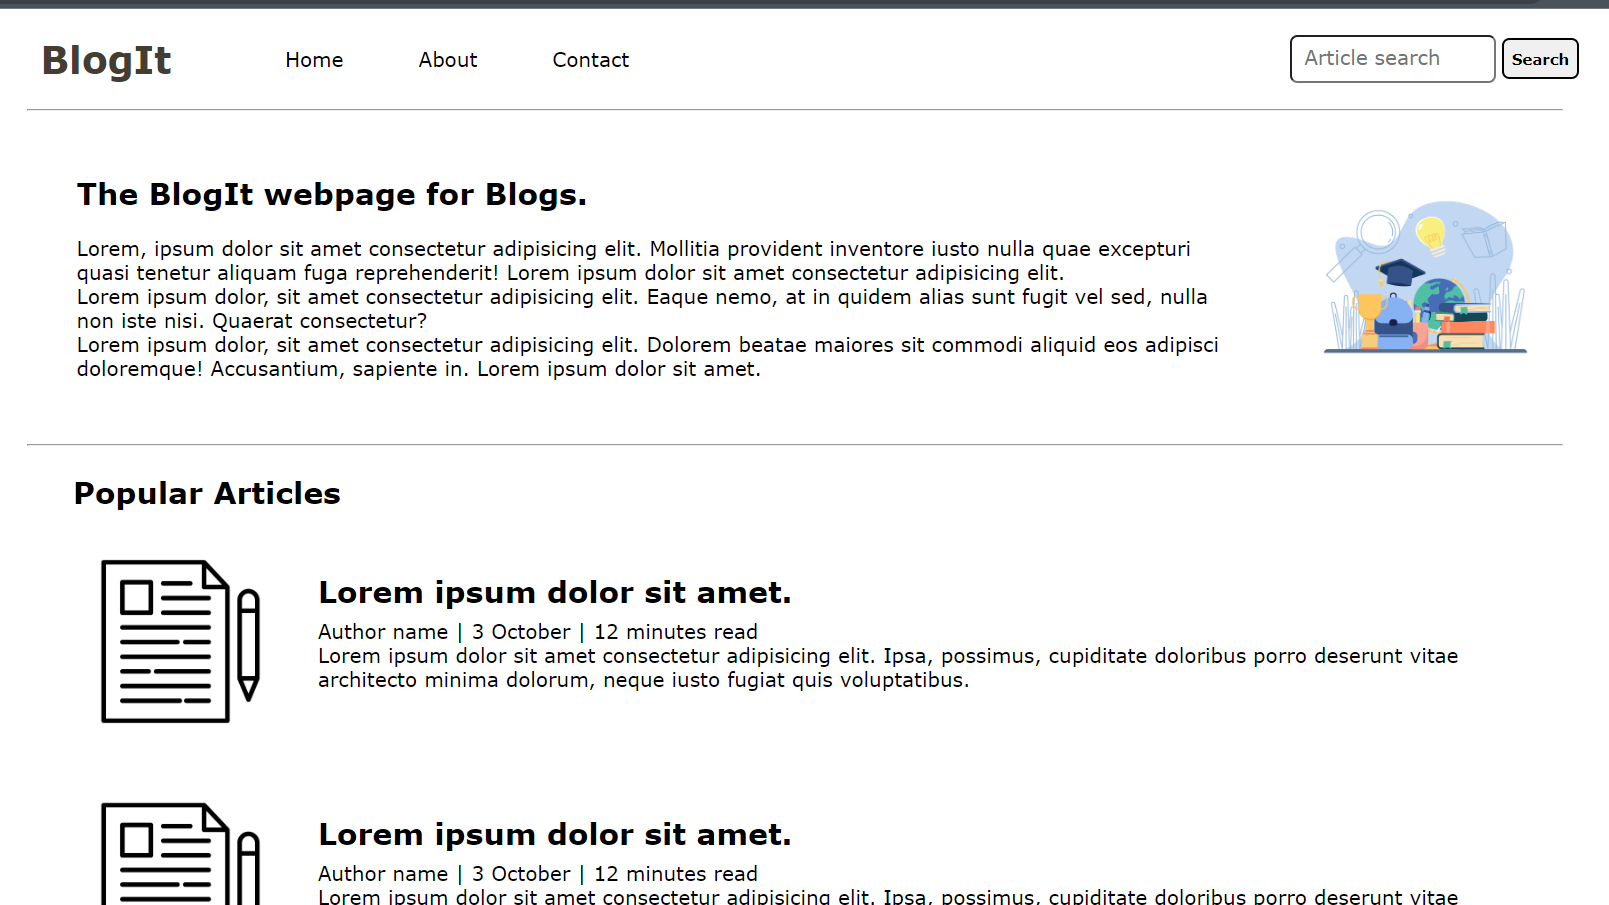 BlogIt
Home
About
Contact
Article search
Search
The BlogIt webpage for Blogs.
Lorem, ipsum dolor sit amet consectetur adipisicing elit. Mollitia provident inventore iusto nulla quae excepturi
quasi tenetur aliquam fuga reprehenderit! Lorem ipsum dolor sit amet consectetur adipisicing elit.
Lorem ipsum dolor, sit amet consectetur adipisicing elit. Eaque nemo, at in quidem alias sunt fugit vel sed, nulla
non iste nisi. Quaerat consectetur?
Lorem ipsum dolor, sit amet consectetur adipisicing elit. Dolorem beatae maiores sit commodi aliquid eos adipisci
doloremque! Accusantium, sapiente in. Lorem ipsum dolor sit amet.
Popular Articles
Lorem ipsum dolor sit amet.
Author name | 3 October | 12 minutes read
Lorem ipsum dolor sit amet consectetur adipisicing elit. Ipsa, possimus, cupiditate doloribus porro deserunt vitae
architecto minima dolorum, neque iusto fugiat quis voluptatibus.
Lorem ipsum dolor sit amet.
Author name | 3 October | 12 minutes read
Lorem ipsum dolor sit amet consectetur adipisicing elit. Ipsa, possimus, cupiditate doloribus porro deserunt vitae